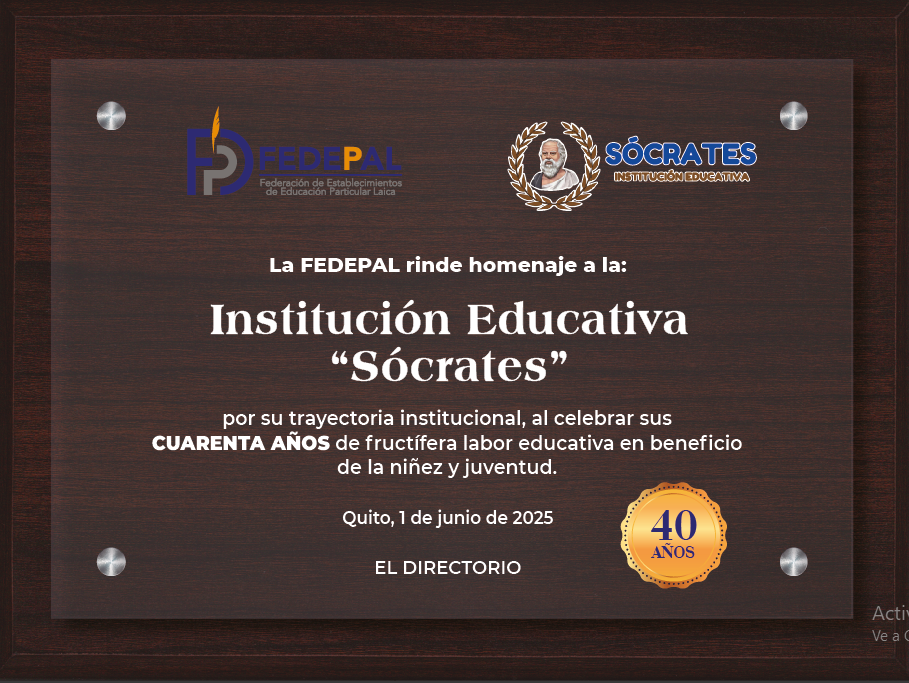 FEDEPAL
Federación de Establecimientos
de Educación Particular Laica
SÓCRATES
INSTITUCIÓN EDUCATIVA
La FEDEPAL rinde homenaje a la:
Institución Educativa
“Sócrates”
por su trayectoria institucional, al celebrar sus
CUARENTA AÑOS de fructífera labor educativa en beneficio
de la niñez y juventud.
Quito, 1 de junio de 2025
40
AÑOS
EL DIRECTORIO
Ve a